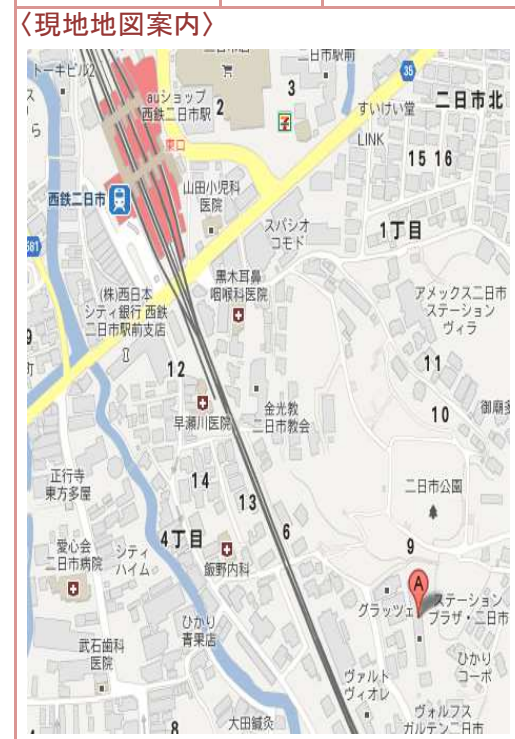 〈現地地図案内〉
トーキビル2
二日市駅前
35
3
auショップ
西鉄二日市駅
2
すいけい堂
二日市北
ら
東口
LINK
15 16
山田小児科
医院
西鉄二日市
スパシオ
コモド
1丁目
581
黒木耳鼻
咽喉科医院
アメックス二日市
ステーション
ヴィラ
(株)西日本
シティ銀行 西鉄
二日市駅前支店
9
町
12
11
早瀬川医院
金光教
二日市教会
10
正行寺
東方多屋
14
13
二日市公園
4丁目
6
9
愛心会
二日市病院
シティ
ハイム
飯野内科
A
グラッツェ
ステーション
プラザ・二日市
ひかり
青果店
武石歯科
医院
ヴァルト
ヴィオレ
ひかり
コーポ
8
大田鍼灸
ヴォルフス
ガルテン二日市